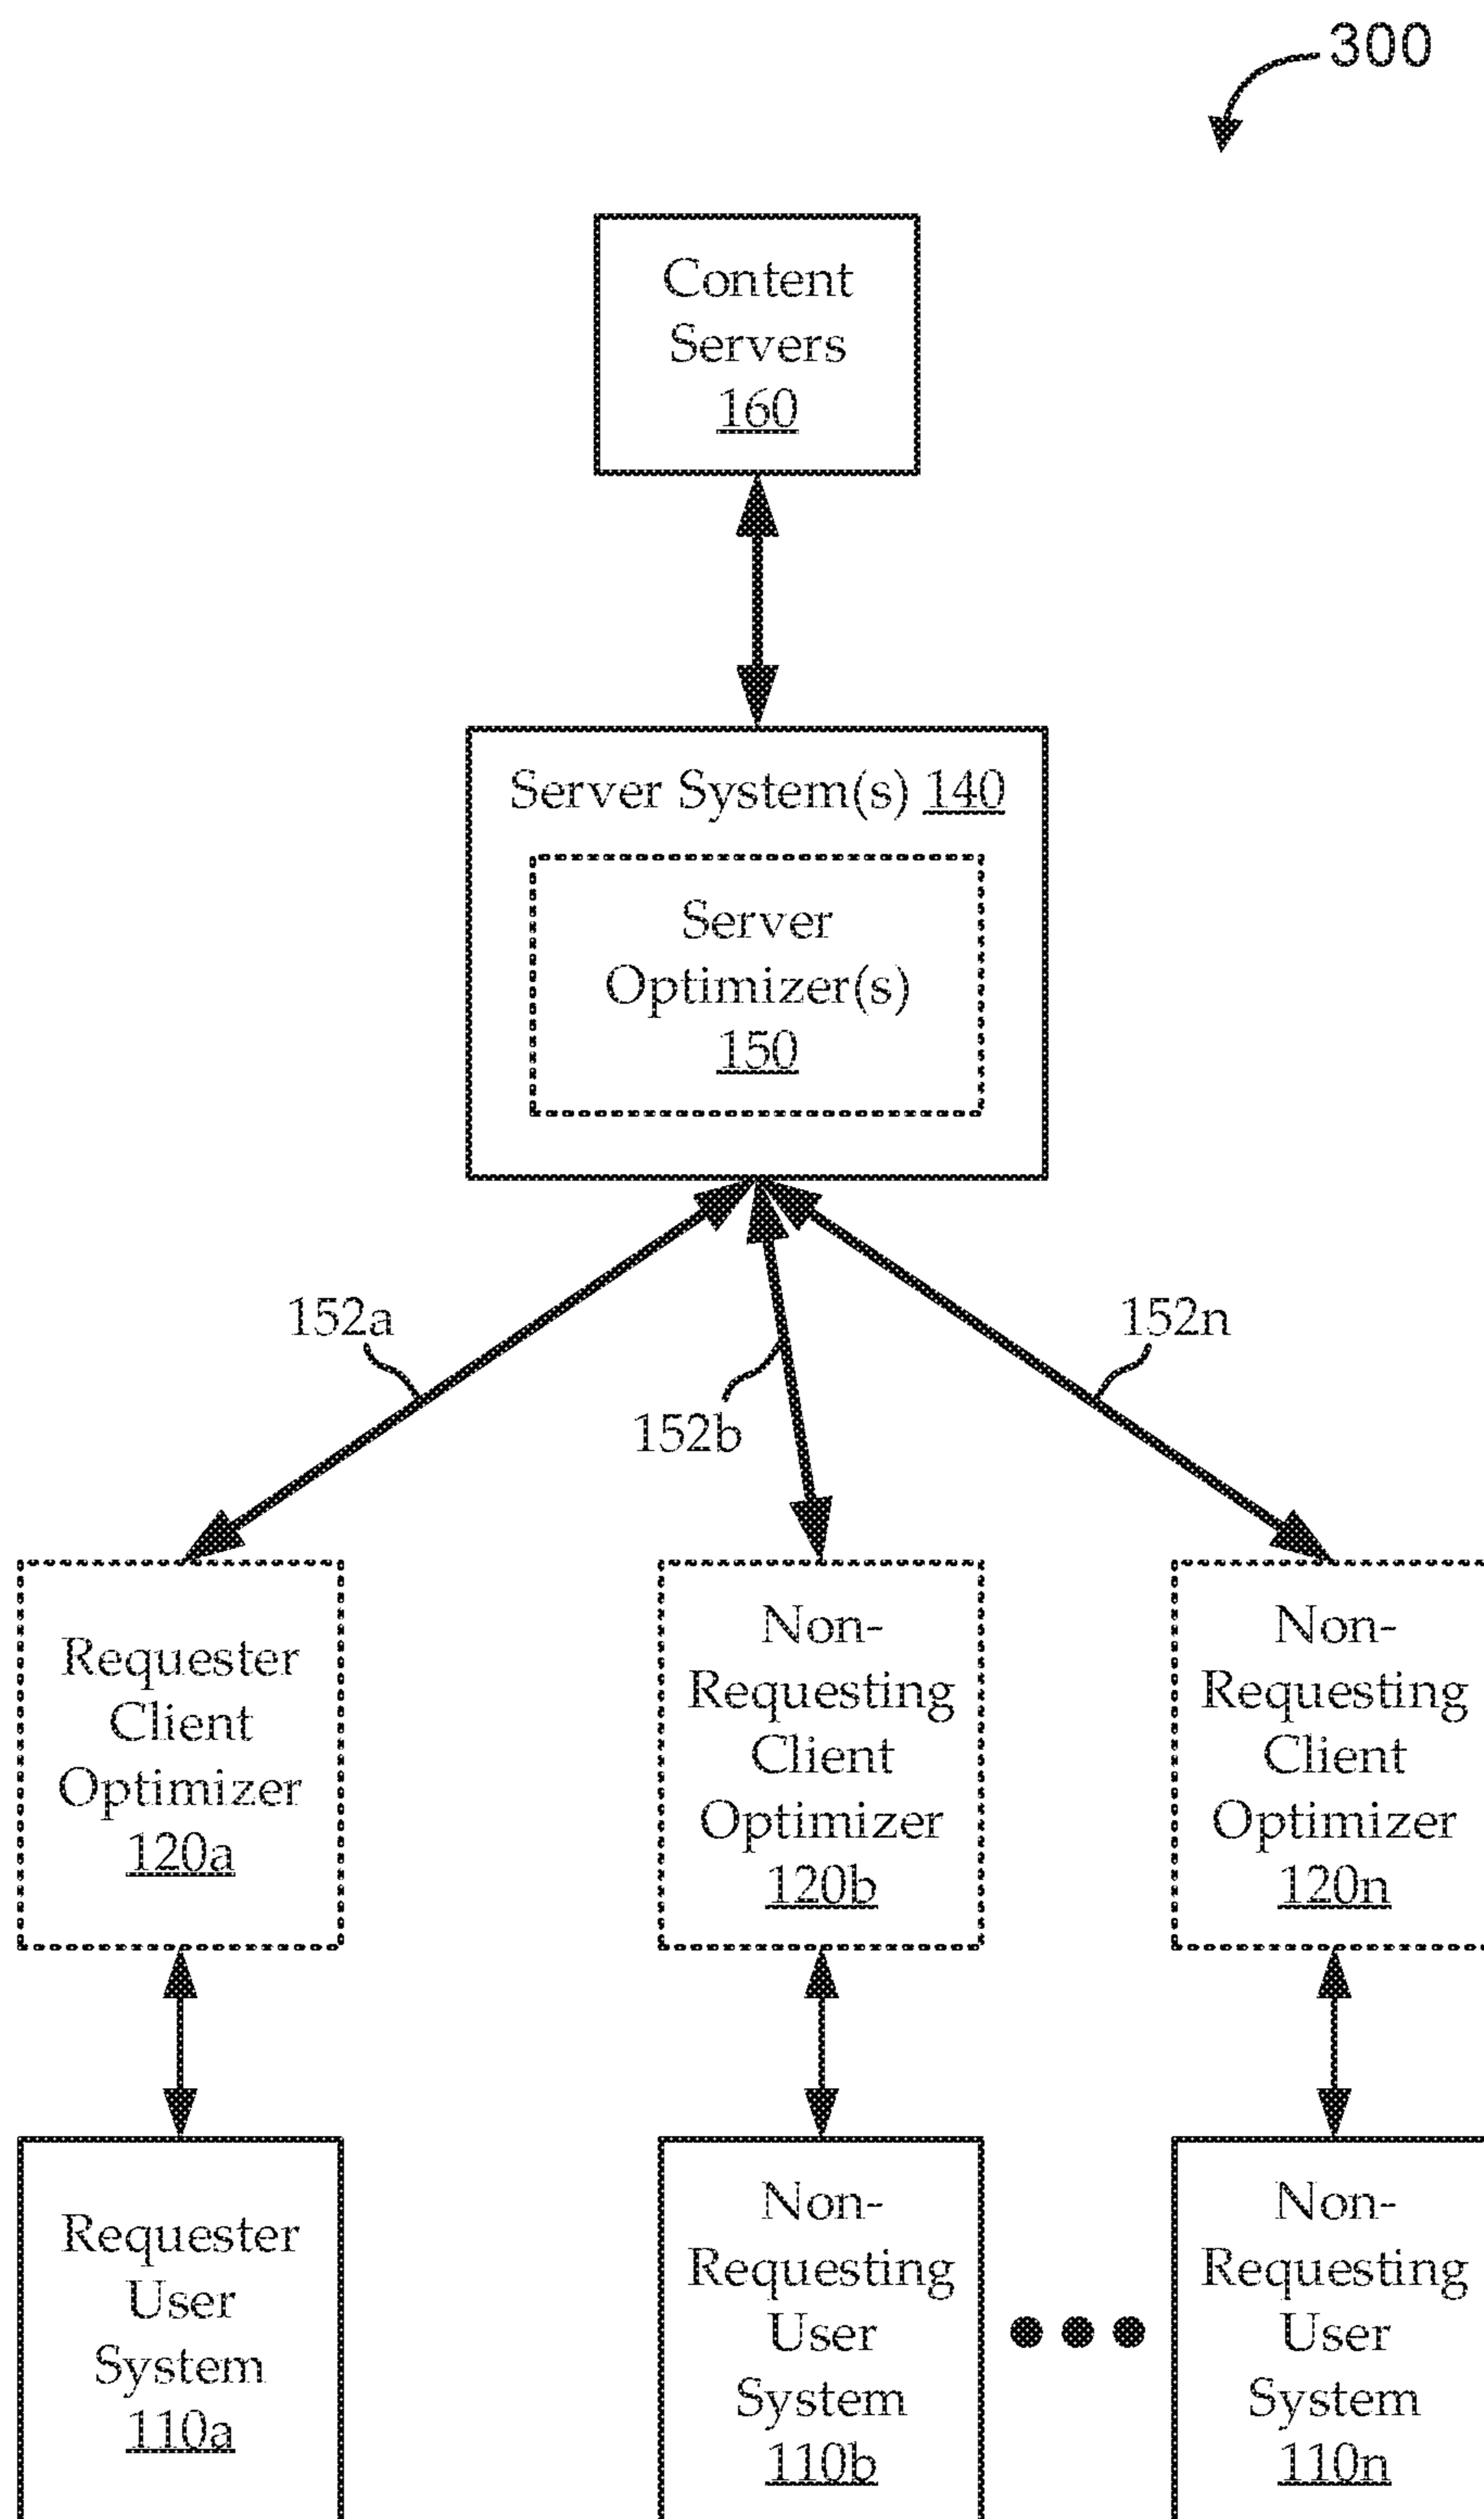 300
Content
Servers
160
Server System(s) 140
Server
Optimizer(s)
150
152a
152b
152n
Requester
Client
Optimizer
120a
Non-
Requesting
Client
Optimizer
120b
Non-
Requesting
Client
Optimizer
120n
Requester
User
System
110a
Non-
Requesting
User
System
110b
Non-
Requesting
User
System
110n